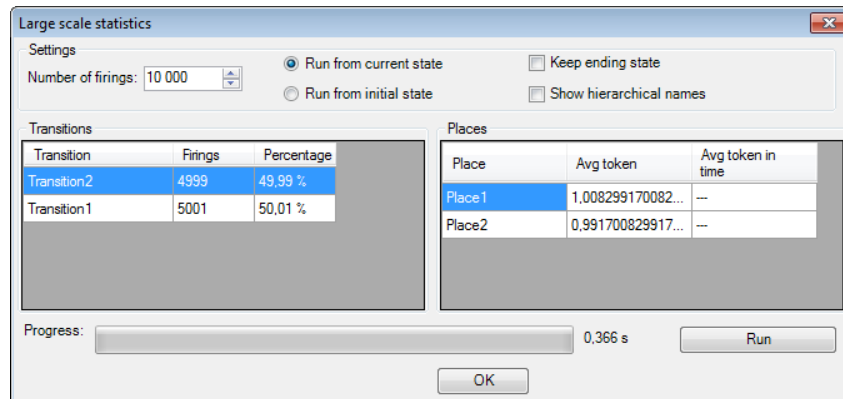 Large scale statistics
Settings
Number of firings: 10 000
Run from current state
Keep ending state
Run from initial state
Show hierarchical names
Transitions
Transition Firings Percentage
Transition2 4999 49,99 %
Transition1 5001 50,01 %
Places
Place Avg token Avg token in
time
Place1 1,008299170082... ---
Place2 0,991700829917... ---
Progress: 0,366 s Run
OK